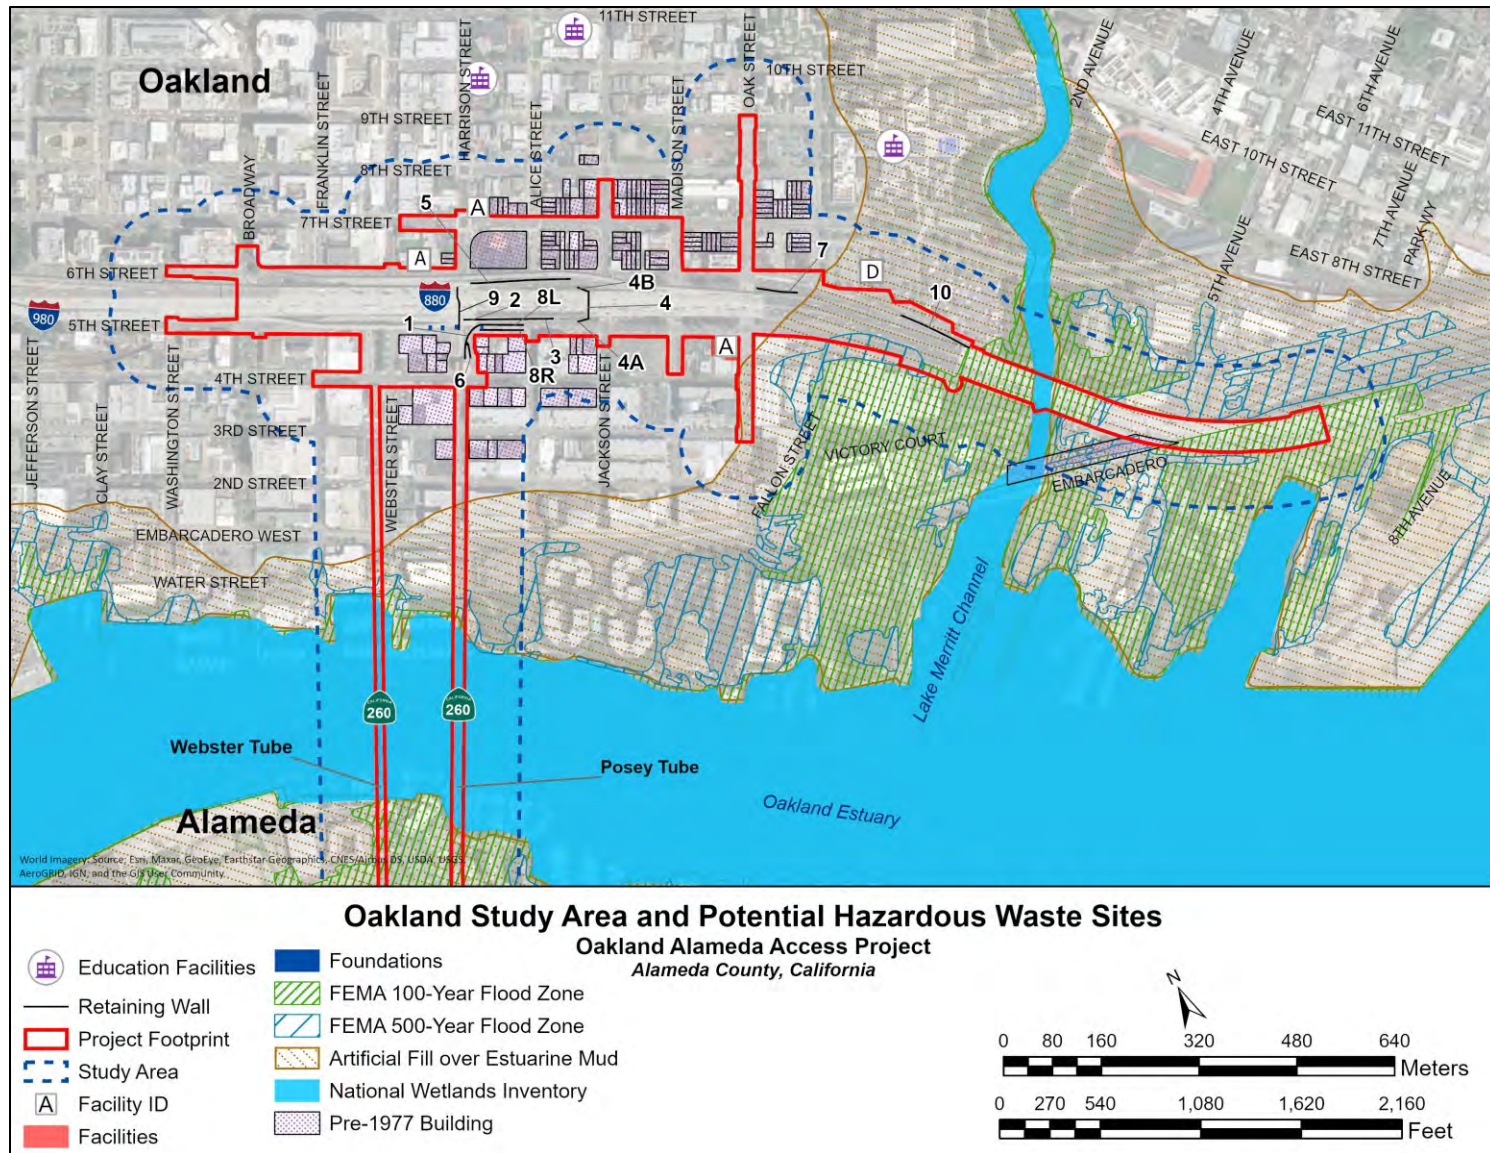 11TH STREET
Oakland
HARRISON STREET
OAK STREET
10TH STREET
2ND AVENUE
4TH AVENUE
6TH AVENUE
EAST 11TH STREET
EAST 10TH STREET
FRANKLIN STREET
9TH STREET
8TH STREET
ALICE STREET
MADISON STREET
BROADWAY
7TH STREET
5
A
A
7
D
7TH AVENUE
PARKWY
5TH AVENUE
EAST 8TH STREET
6TH STREET
880
9
2
8L
4B
4
10
980
5TH STREET
1
3
4A
A
6
8R
4TH STREET
JEFFERSON STREET
CLAY STREET
WASHINGTON STREET
3RD STREET
WEBSTER STREET
JACKSON STREET
FALLON STREET
VICTORY COURT
EMBARCADERO
2ND STREET
8TH AVENUE
EMBARCADERO WEST
WATER STREET
Lake Merritt Channel
CALIFORNIA
260
CALIFORNIA
260
Webster Tube
Posey Tube
Oakland Estuary
Alameda
World Imagery: Source: Esri, Maxar, GeoEye, Earthstar Geographics, CNES/Airbus DS, USDA, USGS,
AeroGRID, IGN, and the GIS User Community
Oakland Study Area and Potential Hazardous Waste Sites
Oakland Alameda Access Project
Alameda County, California
Education Facilities
Retaining Wall
Project Footprint
Study Area
A
Facility ID
Facilities
Foundations
FEMA 100-Year Flood Zone
FEMA 500-Year Flood Zone
Artificial Fill over Estuarine Mud
National Wetlands Inventory
Pre-1977 Building
N
0 80 160 320 480 640
Meters
0 270 540 1,080 1,620 2,160
Feet